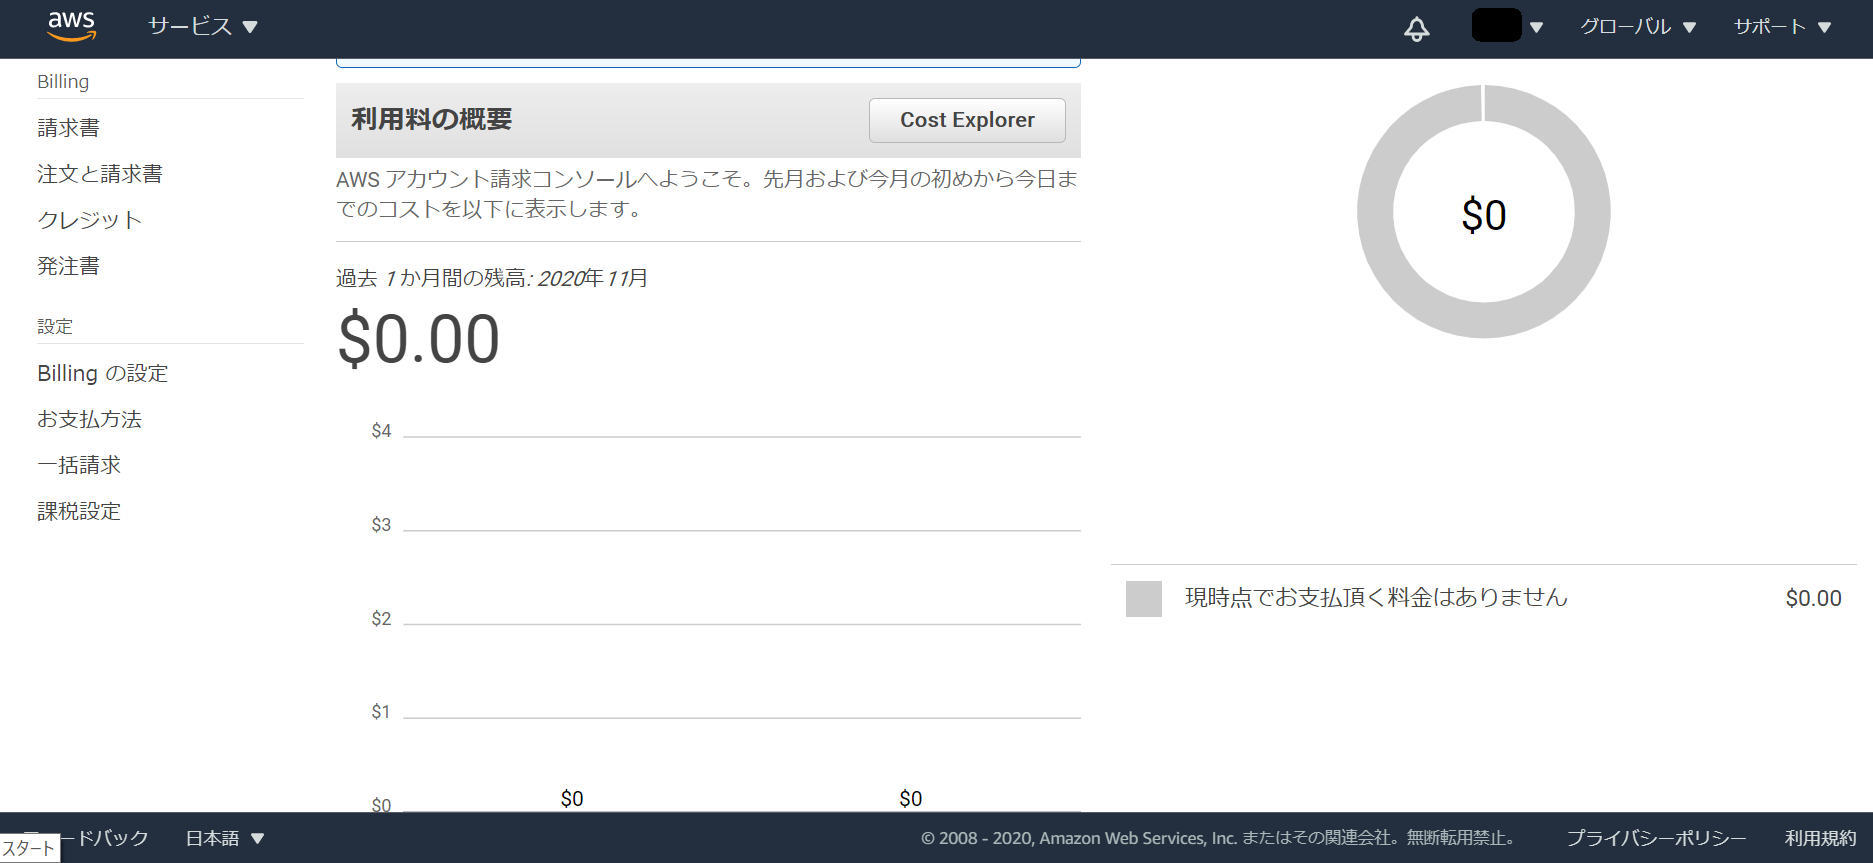 aws
サービス
グローバル
サポート
Billing
請求書
注文と請求書
クレジット
発注書
設定
Billing の設定
お支払方法
一括請求
課税設定
利用料の概要
Cost Explorer
AWS アカウント請求コンソールへようこそ。先月および今月の初めから今日ま
でのコストを以下に表示します。
過去 1 か月間の残高: 2020年11月
$0.00
$4
$3
$2
$1
$0
$0
$0
$0
現時点でお支払頂く料金はありません
$0.00
ードバック
日本語
© 2008 - 2020, Amazon Web Services, Inc. またはその関連会社。無断転用禁止。
プライバシーポリシー
利用規約
スタート